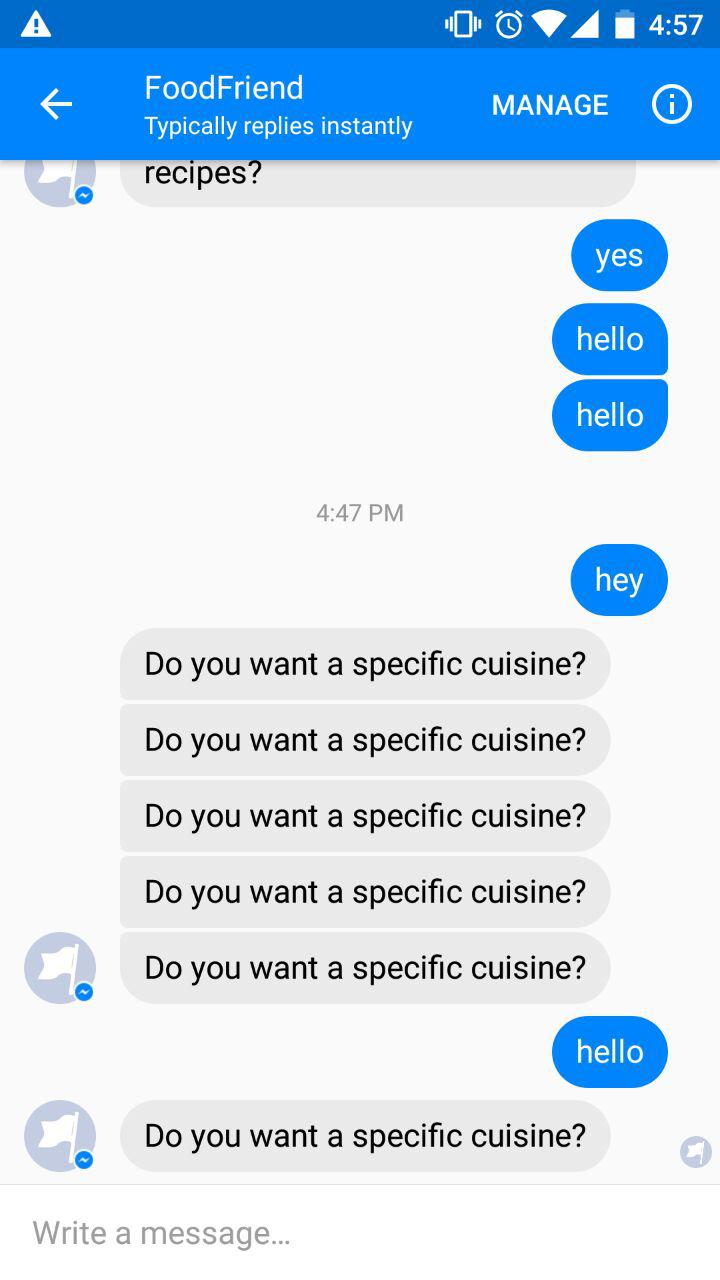 4:57
FoodFriend
Typically replies instantly
MANAGE
recipes?
yes
hello
hello
4:47 PM
hey
Do you want a specific cuisine?
Do you want a specific cuisine?
Do you want a specific cuisine?
Do you want a specific cuisine?
Do you want a specific cuisine?
hello
Do you want a specific cuisine?
Write a message...